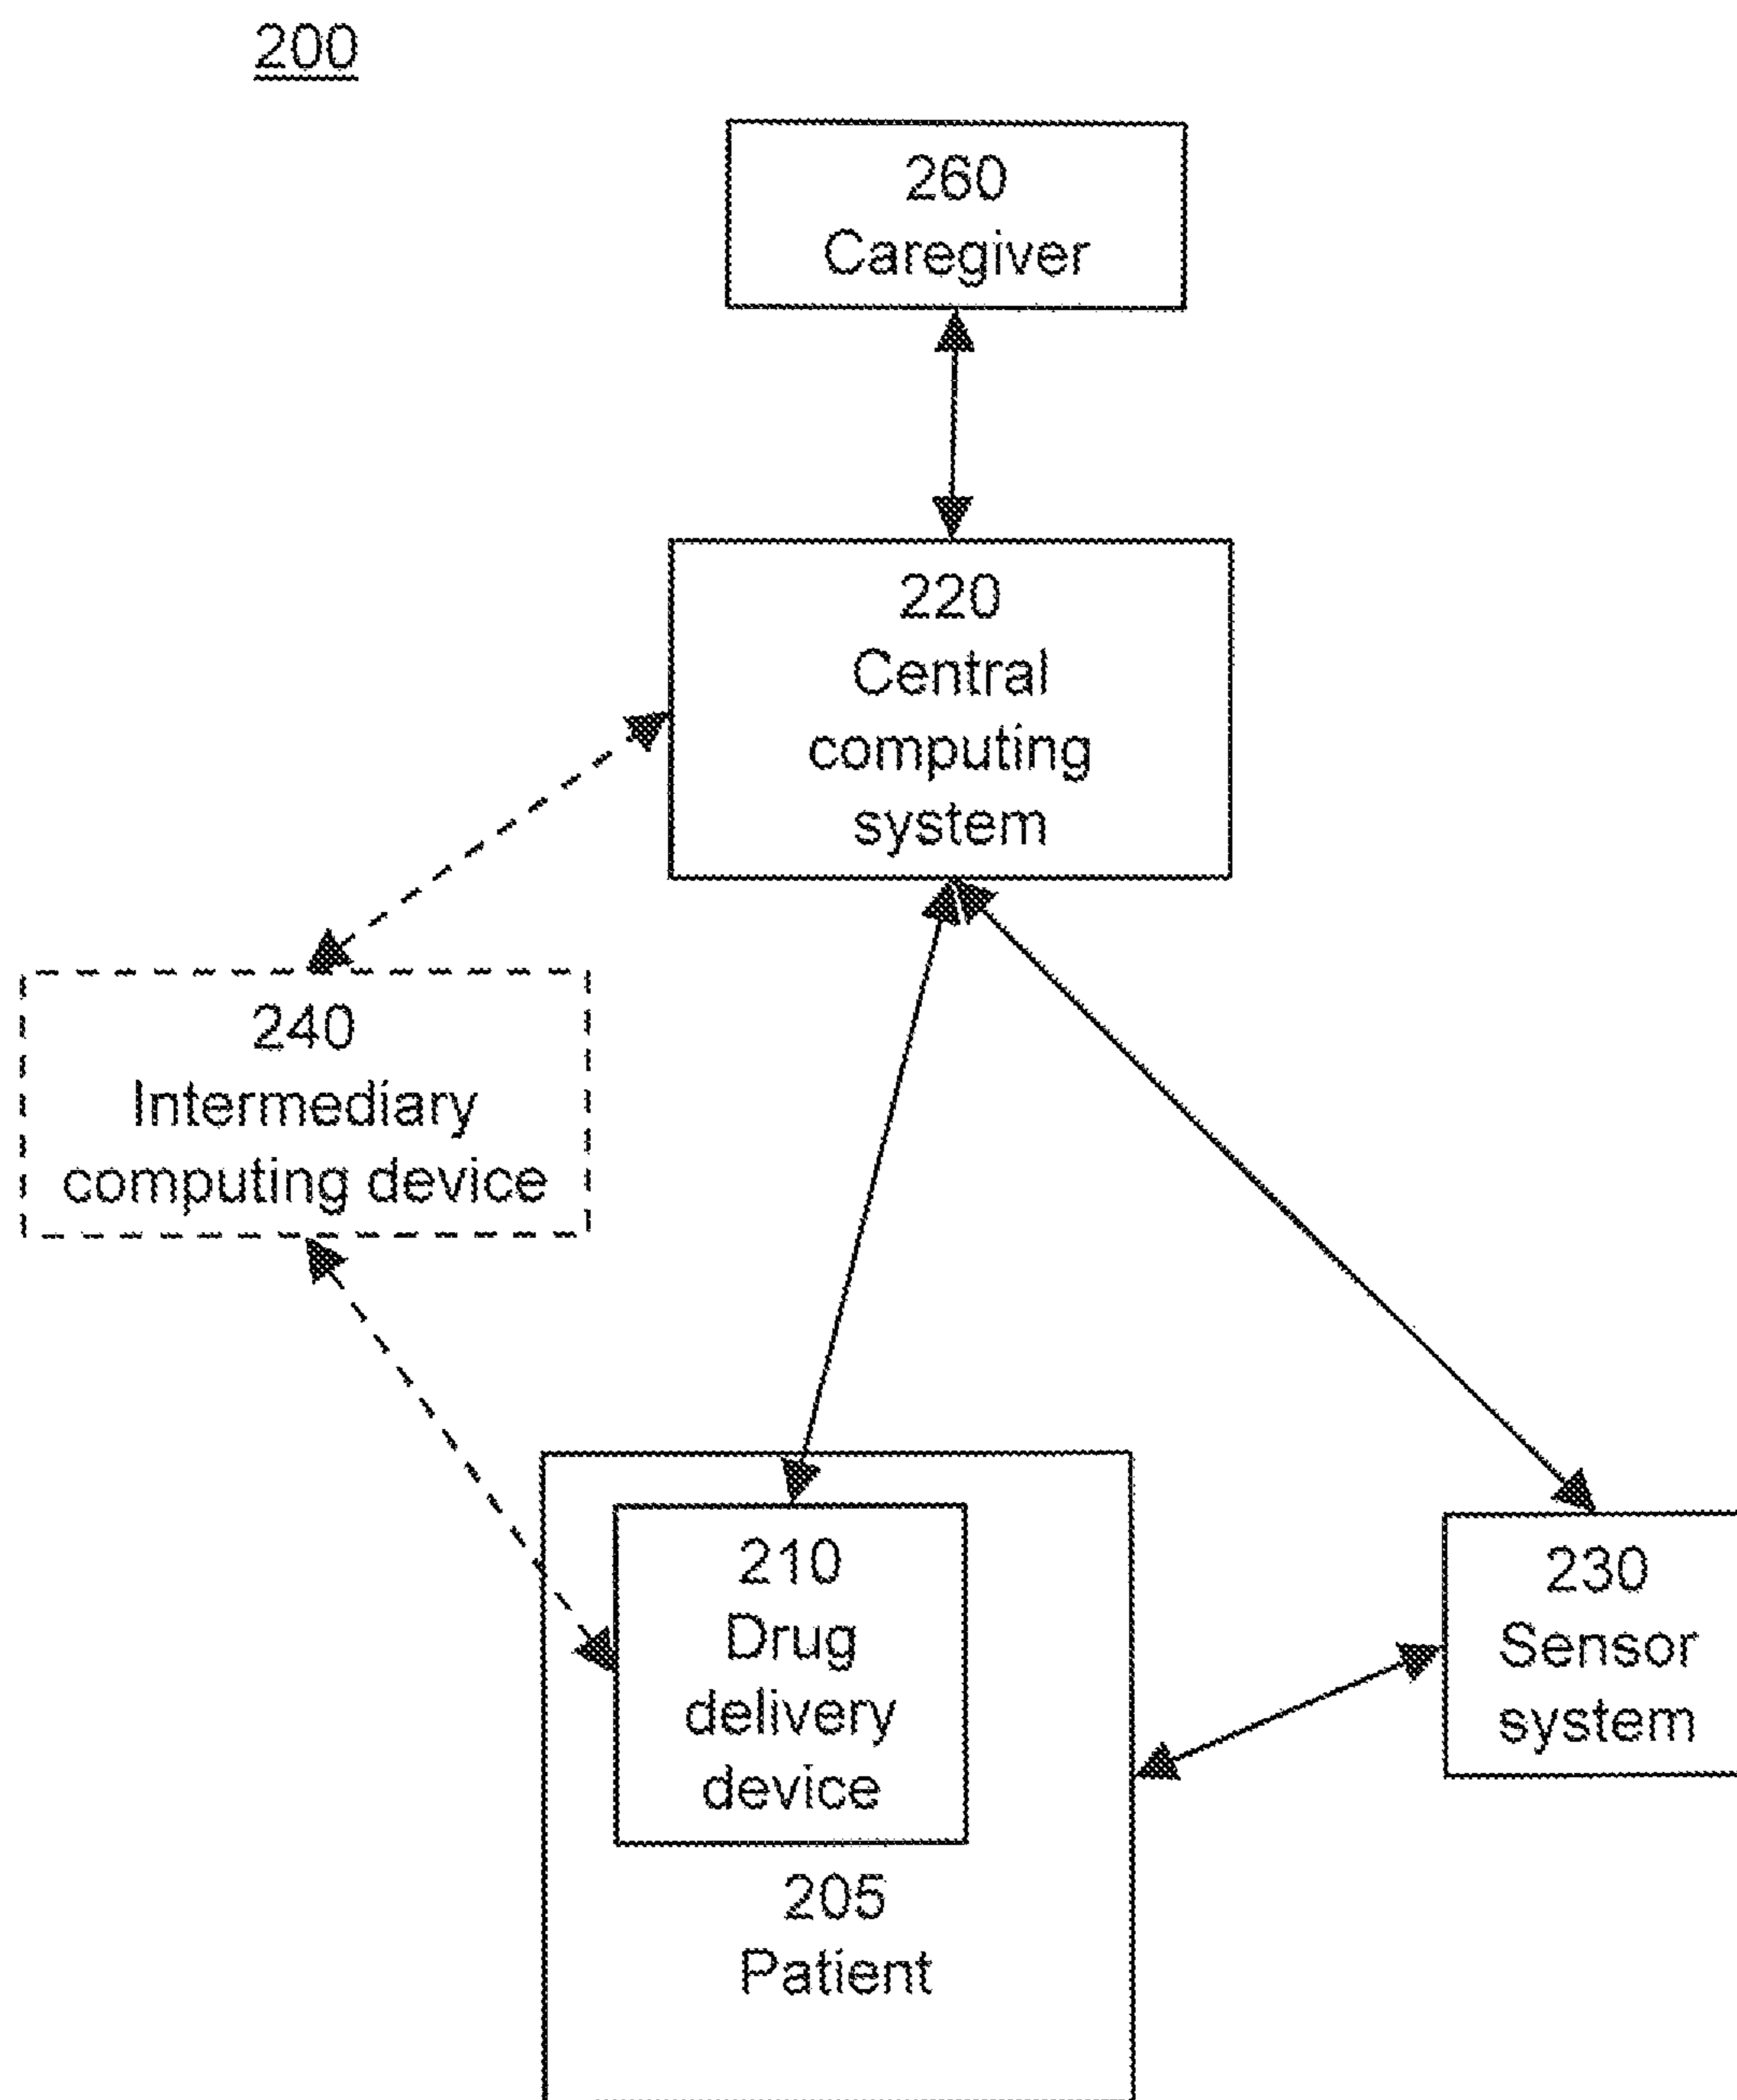 200
260
Caregiver
220
Central
computing
system
240
Intermediary
computing device
210
Drug
delivery
device
205
Patient
230
Sensor
system